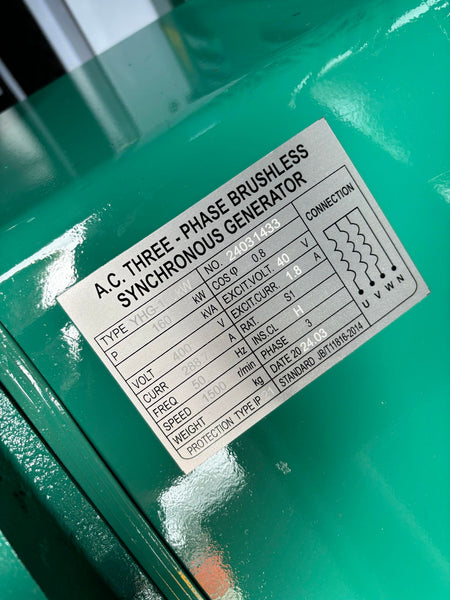 A.C. THREE - PHASE BRUSHLESS
SYNCHRONOUS GENERATOR
TYPE NO. 24031433
P 160 KW COS φ 0.8
KVA EXCIT.VOLT. 40 V
VOLT 400 V EXCIT.CURR 1.8 A
CURR 288 A RAT S1
FREQ 50 Hz INS.CL H
SPEED 1500 r/min PHASE 3
WEIGHT kg DATE 2024.03
PROTECTION TYPE IP STANDARD JB/T11816-2014
CONNECTION
U V W N